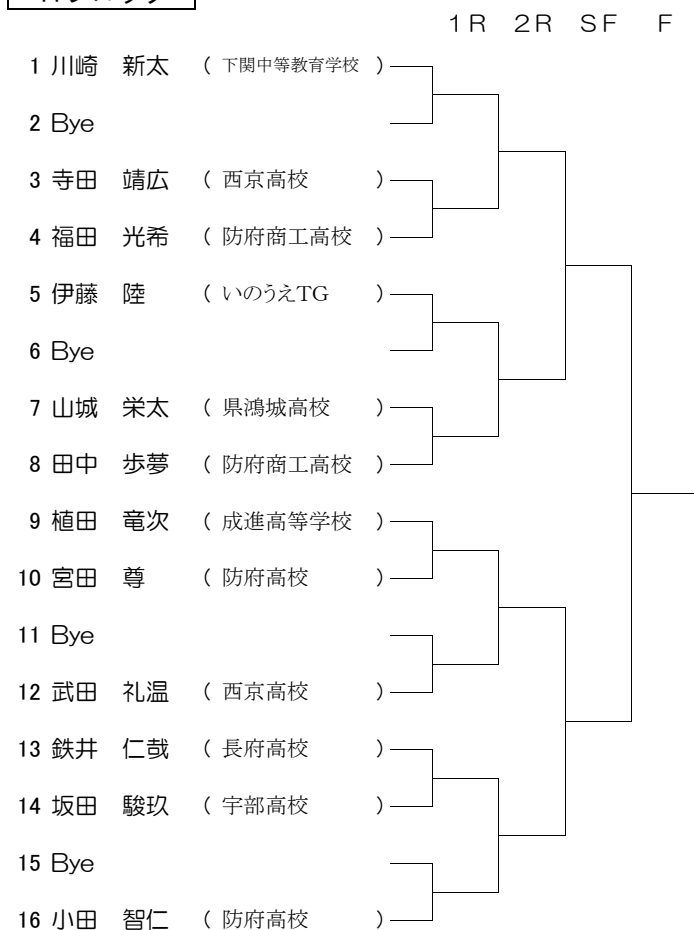 １Ｒ ２Ｒ ＳＦ Ｆ
1 川崎 新太 （ 下関中等教育学校 ）
2 Bye
3 寺田 靖広 （ 西京高校 ）
4 福田 光希 （ 防府商工高校 ）
5 伊藤 陸 （ いのうえTG ）
6 Bye
7 山城 栄太 （ 県鴻城高校 ）
8 田中 歩夢 （ 防府商工高校 ）
9 植田 竜次 （ 成進高等学校 ）
10 宮田 尊 （ 防府高校 ）
11 Bye
12 武田 礼温 （ 西京高校 ）
13 鉄井 仁哉 （ 長府高校 ）
14 坂田 駿玖 （ 宇部高校 ）
15 Bye
16 小田 智仁 （ 防府高校 ）